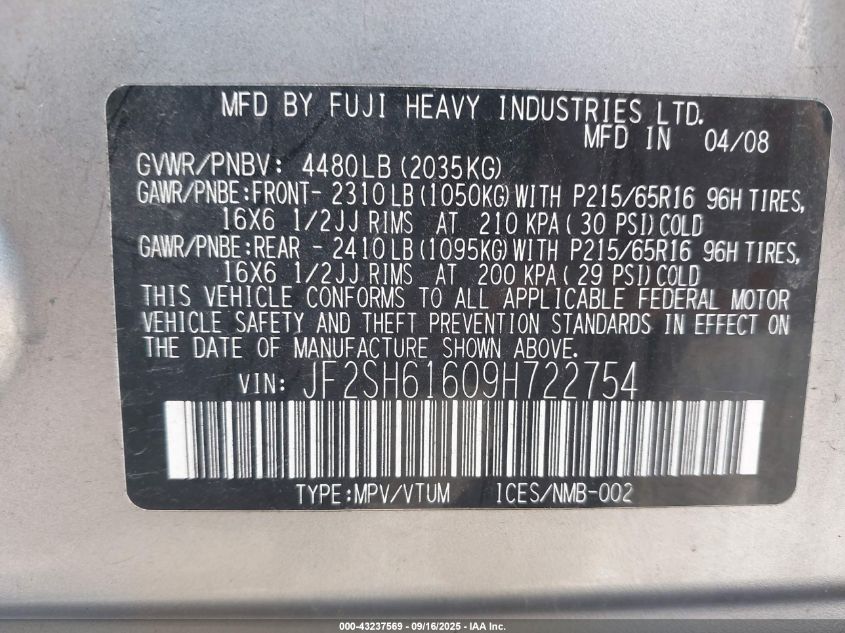 MFD BY FUJI HEAVY INDUSTRIES LTD.
MFD IN 04/08
GVWR/PNBV: 4480LB (2035KG)
GAWR/PNBE:FRONT- 2310LB(1050KG)WITH P215/65R16 96H TIRES,
16X6 1/2JJ RIMS AT 210 KPA( 30 PSI)COLD
GAWR/PNBE:REAR - 2410LB(1095KG)WITH P215/65R16 96H TIRES,
16X6 1/2JJ RIMS AT 200 KPA( 29 PSI)COLD
THIS VEHICLE CONFORMS TO ALL APPLICABLE FEDERAL MOTOR
VEHICLE SAFETY AND THEFT PREVENTION STANDARDS IN EFFECT ON
THE DATE OF MANUFACTURE SHOWN ABOVE.
VIN: JF2SH61609H722754
TYPE:MPV/VTUM ICES/NMB-002
000-43237569 - 09/16/2025 - IAA Inc.